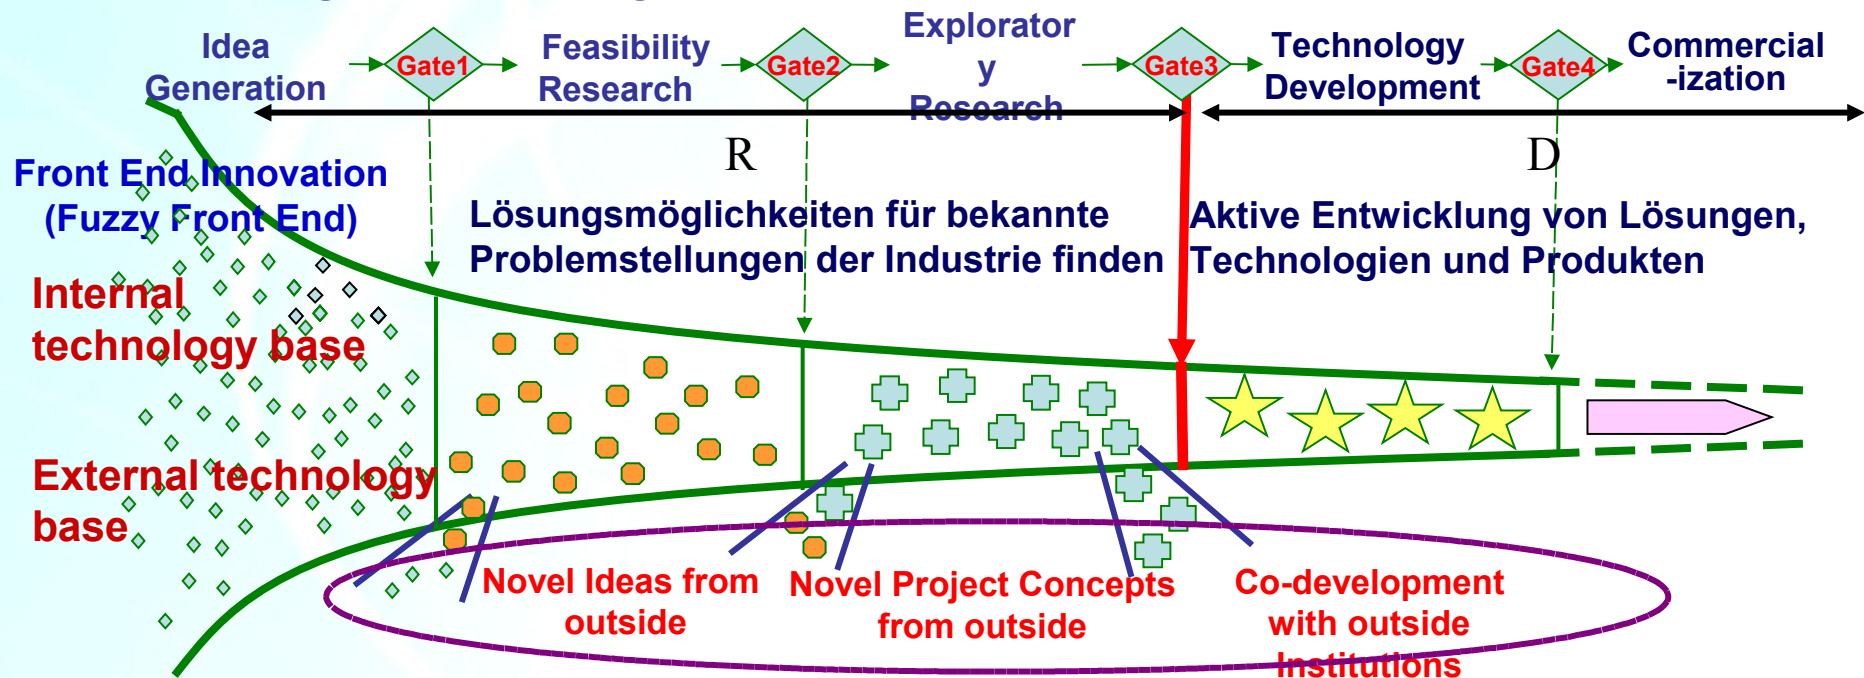 Idea
Generation
Gate1
Feasibility
Research
Gate2
Explorator
y
Research
Gate3
Technology
Development
Gate4
Commercial
-ization
R
D
Front End Innovation
(Fuzzy Front End)
Lösungsmöglichkeiten für bekannte
Problemstellungen der Industrie finden
Aktive Entwicklung von Lösungen,
Technologien und Produkten
Internal
technology base
External technology
base
Novel Ideas from
outside
Novel Project Concepts
from outside
Co-development
with outside
Institutions